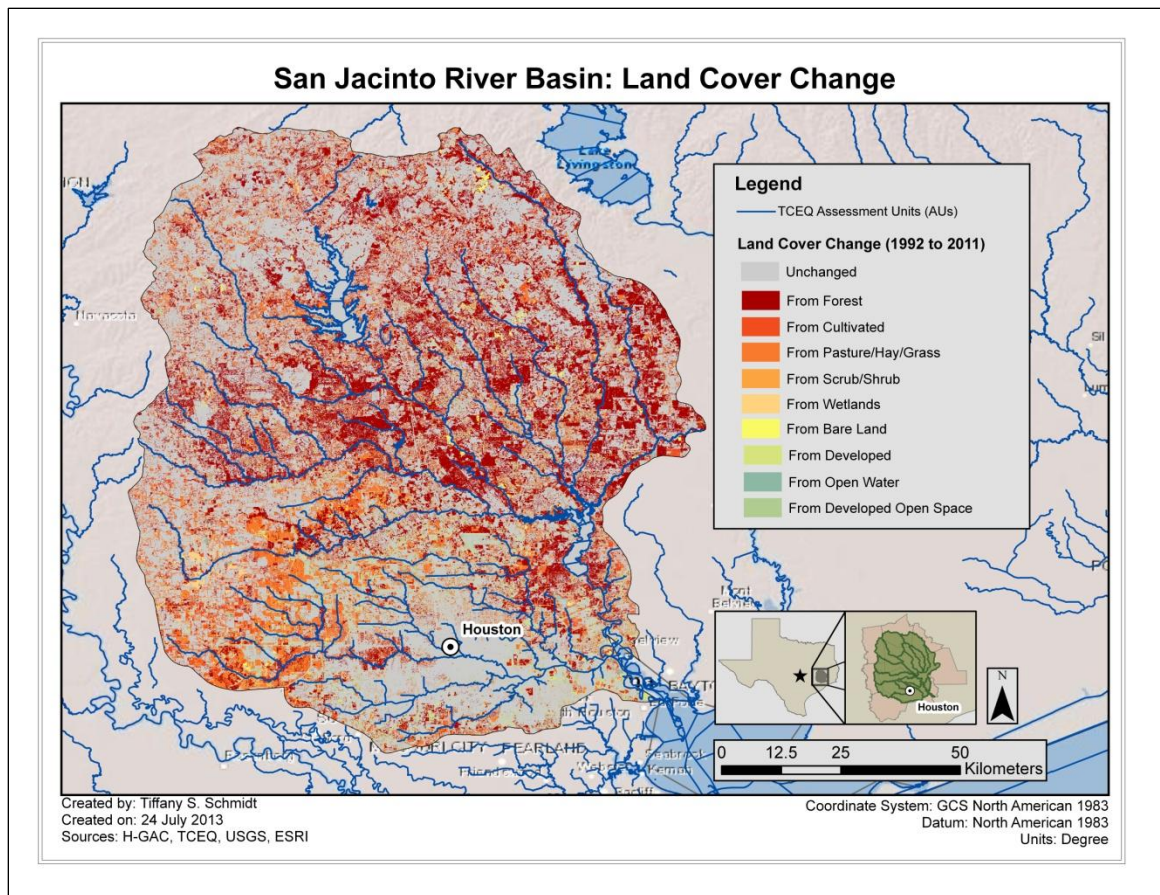 San Jacinto River Basin: Land Cover Change
Lake
Livingston
Legend
TCEQ Assessment Units (AUs)
Land Cover Change (1992 to 2011)
Unchanged
From Forest
From Cultivated
From Pasture/Hay/Grass
From Scrub/Shrub
From Wetlands
From Bare Land
From Developed
From Open Water
From Developed Open Space
Houston
Houston
N
0 12.5 25 50
Kilometers
PEARLAND
Seabrook
Kemah
Created by: Tiffany S. Schmidt
Created on: 24 July 2013
Sources: H-GAC, TCEQ, USGS, ESRI
Coordinate System: GCS North American 1983
Datum: North American 1983
Units: Degree